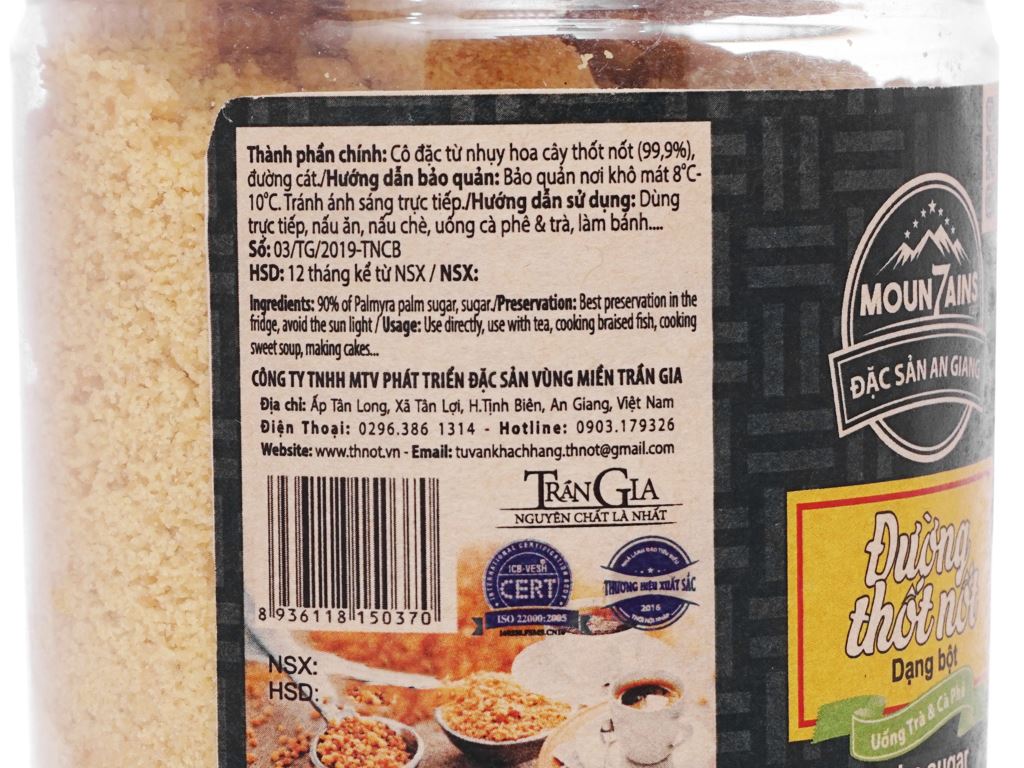 Thành phần chính: Cô đặc từ nhụy hoa cây thốt nốt (99,9%),
đường cát./Hướng dẫn bảo quản: Bảo quản nơi khô mát 8°C-
10°C. Tránh ánh sáng trực tiếp./Hướng dẫn sử dụng: Dùng
trực tiếp, nấu ăn, nấu chè, uống cà phê & trà, làm bánh....
Số: 03/TG/2019-TNCB
HSD: 12 tháng kể từ NSX / NSX:
Ingredients: 90% of Palmyra palm sugar, sugar./Preservation: Best preservation in the
fridge, avoid the sun light / Usage: Use directly, use with tea, cooking braised fish, cooking
sweet soup, making cakes...
CÔNG TY TNHH MTV PHÁT TRIỂN ĐẶC SẢN VÙNG MIỀN TRẦN GIA
Địa chỉ: Ấp Tân Long, Xã Tân Lợi, H.Tịnh Biên, An Giang, Việt Nam
Điện Thoại: 0296.386 1314 - Hotline: 0903.179326
Website: www.thnot.vn - Email: tuvankhachhang.thnot@gmail.com
TRẦN GIA
NGUYÊN CHẤT LÀ NHẤT
INTERNATIONAL CERTIFICATION BODY
ICB-VESH
CERT
ISO 22000:2005
THƯƠNG HIỆU XUẤT SẮC
2016
8 936118 150370
NSX:
HSD:
MOUN7AINS
ĐẶC SẢN AN GIANG
Đường
thốt nốt
Dạng bột
Uống Trà & Cà Phê
sugar